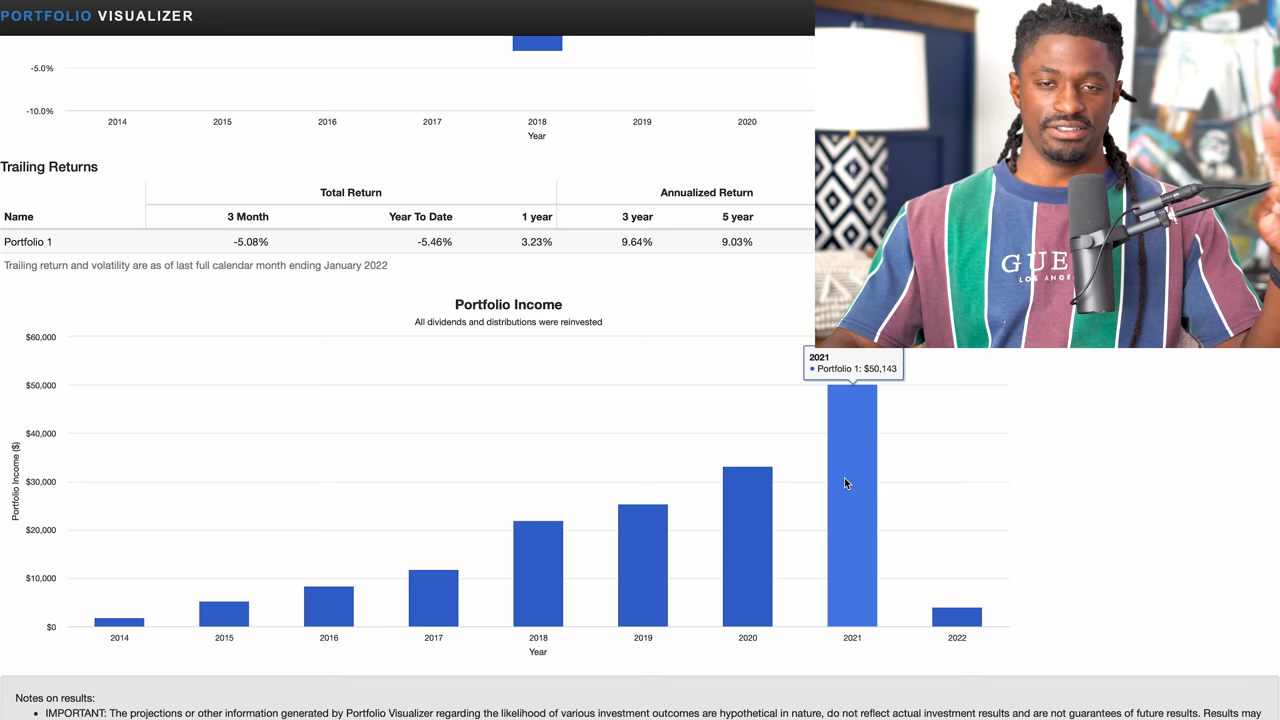 PORTFOLIO VISUALIZER
-5.0%
-10.0%
2014 2015 2016 2017 2018 2019 2020
Year
Trailing Returns
Total Return Annualized Return
Name 3 Month Year To Date 1 year 3 year 5 year
Portfolio 1 -5.08% -5.46% 3.23% 9.64% 9.03%
Trailing return and volatility are as of last full calendar month ending January 2022
Portfolio Income
All dividends and distributions were reinvested
GUE
LOS ANGE
2021
Portfolio 1: $50,143
Portfolio Income ($)
$60,000
$50,000
$40,000
$30,000
$20,000
$10,000
$0
2014 2015 2016 2017 2018 2019 2020 2021 2022
Year
Notes on results:
IMPORTANT: The projections or other information generated by Portfolio Visualizer regarding the likelihood of various investment outcomes are hypothetical in nature, do not reflect actual investment results and are not guarantees of future results. Results may